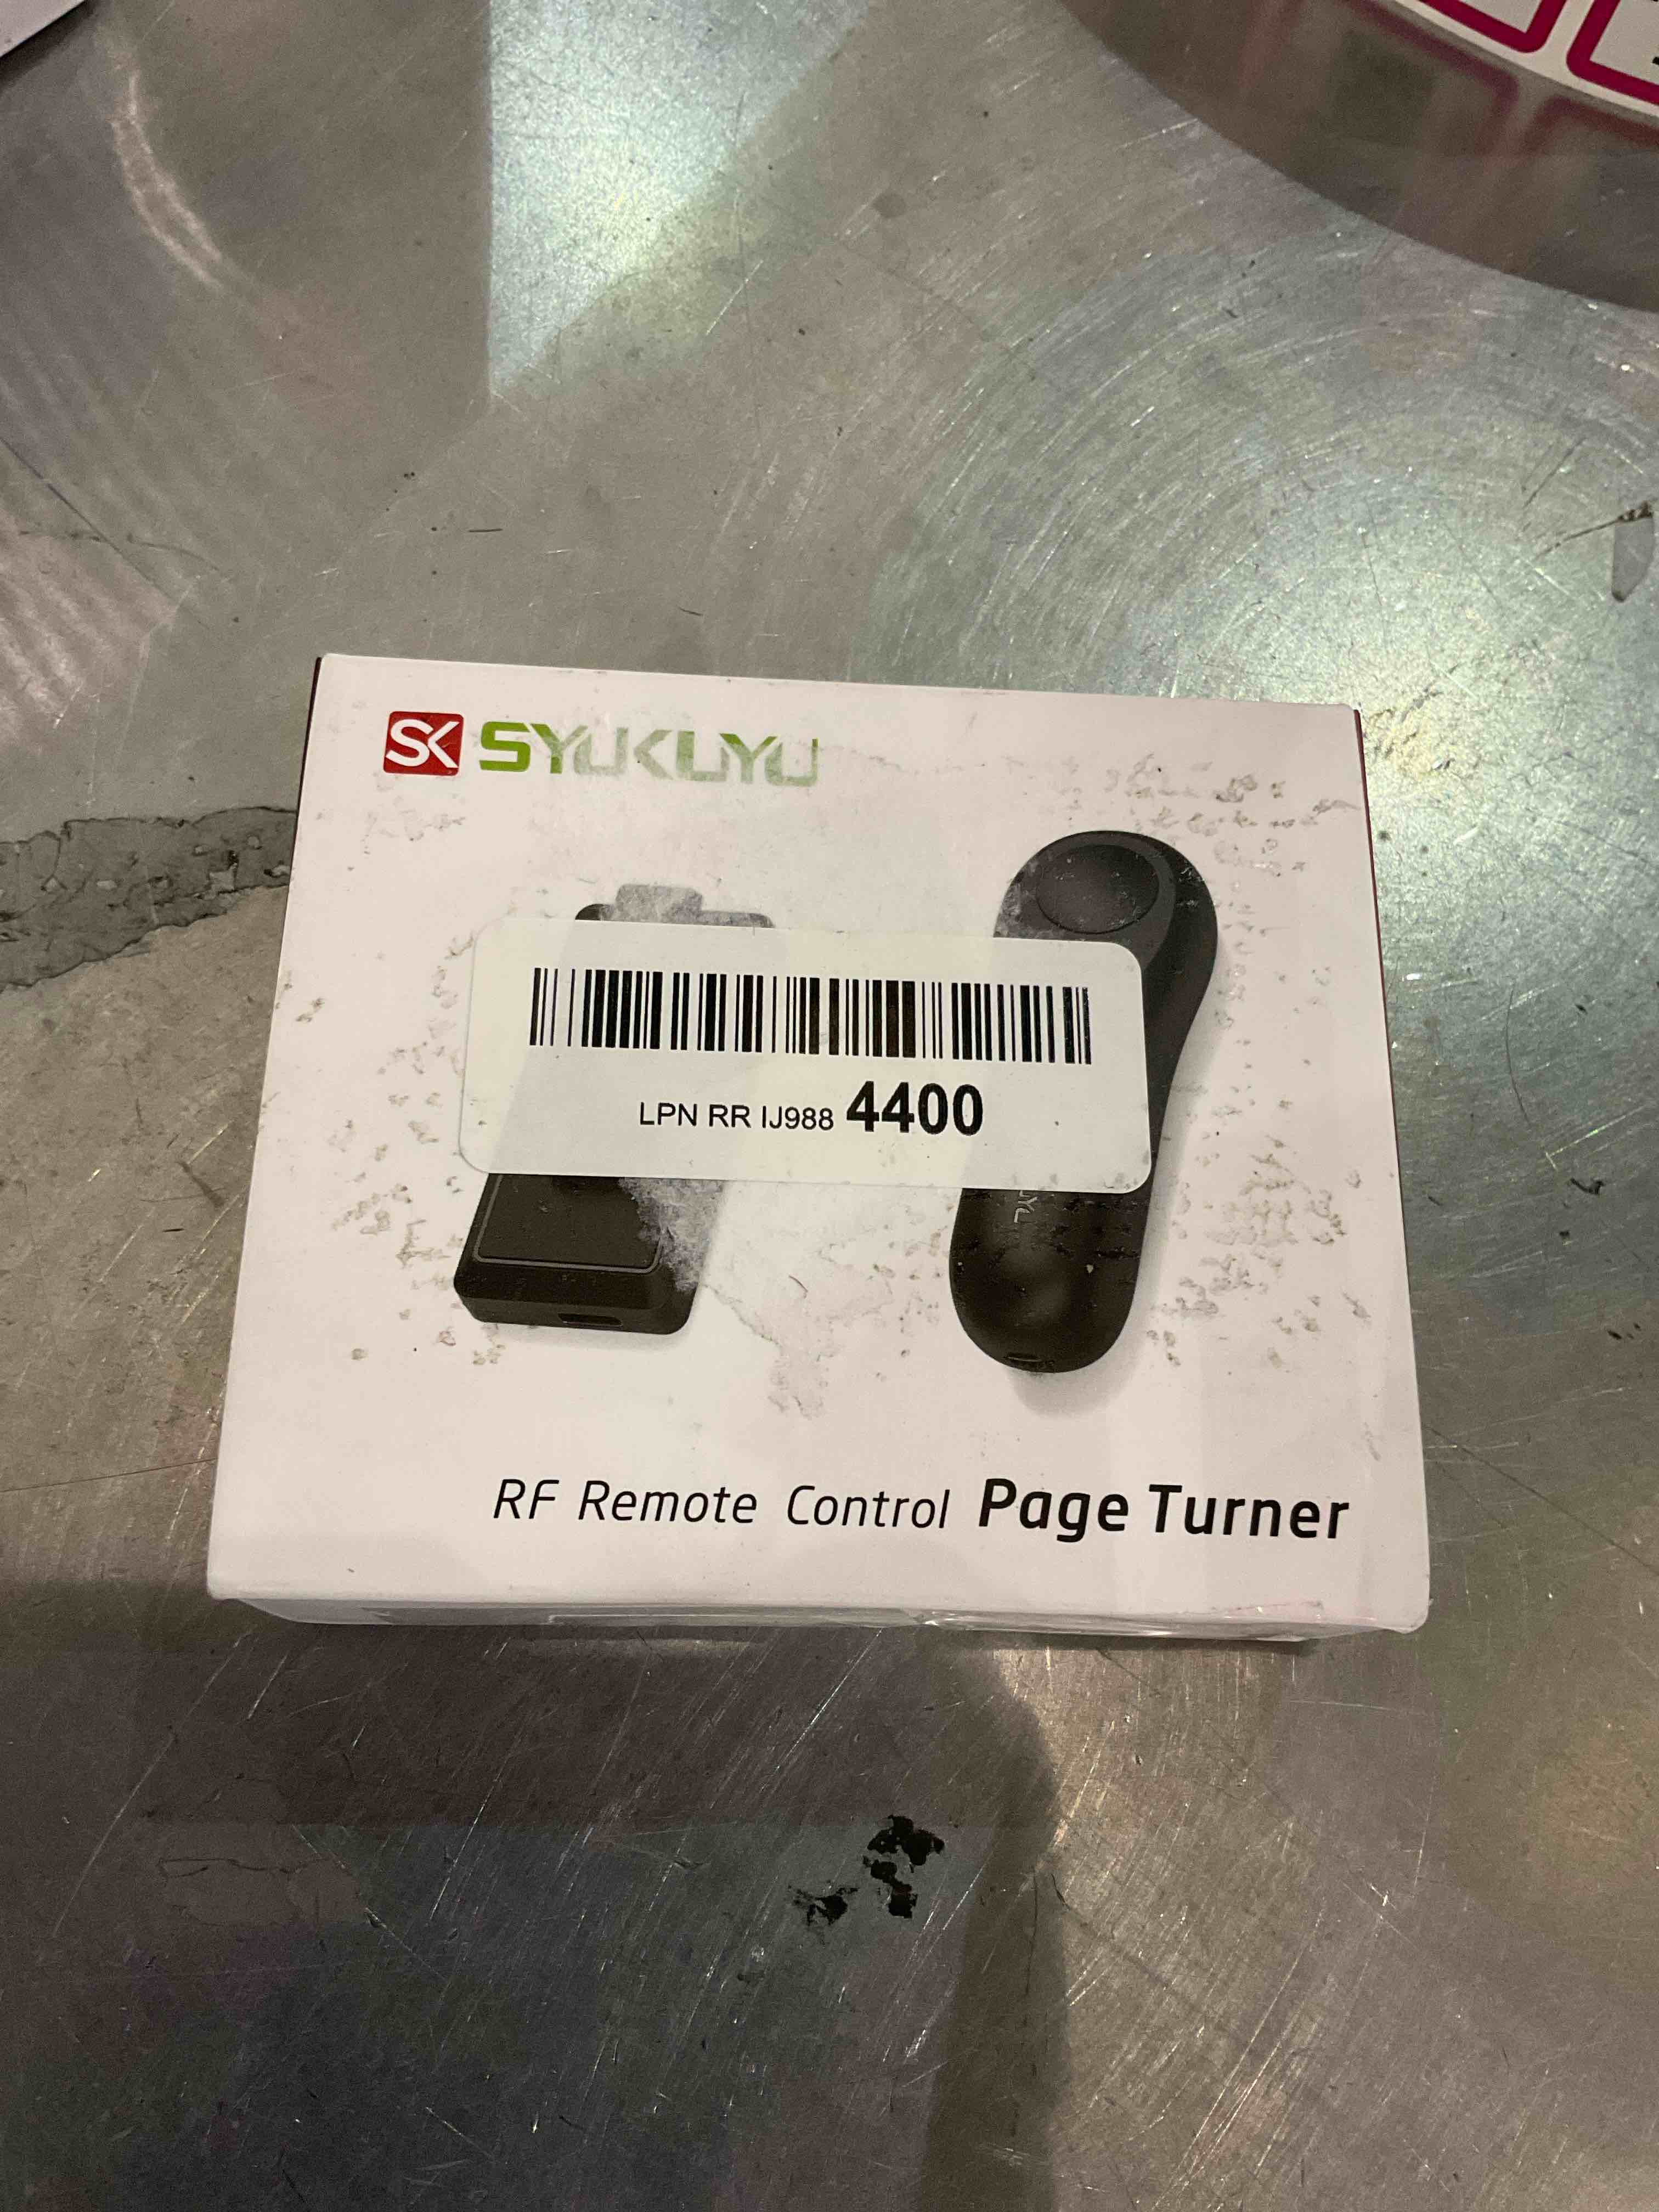 SK SYUKUYU
LPN RR IJ988 4400
RF Remote Control Page Turner